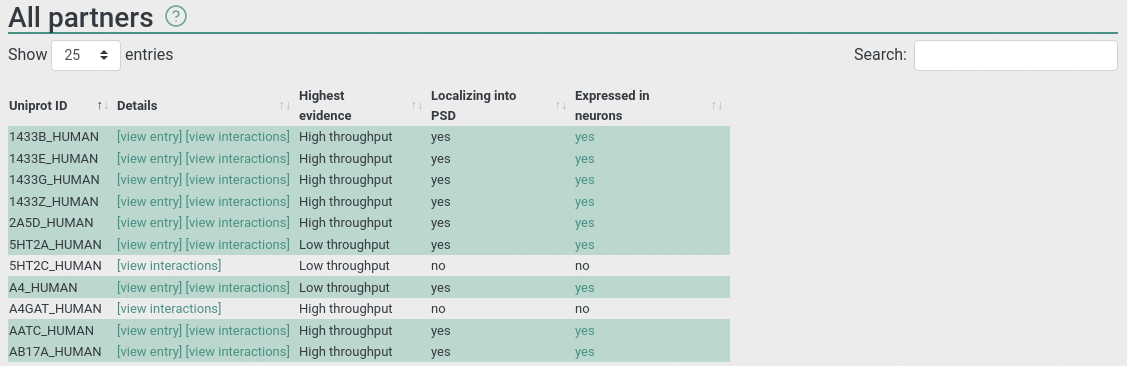 All partners ?
Show 25 entries Search:
Uniprot ID ↑↓ Details ↑↓ Highest evidence ↑↓ Localizing into PSD ↑↓ Expressed in neurons ↑↓
1433B_HUMAN [view entry] [view interactions] High throughput yes yes
1433E_HUMAN [view entry] [view interactions] High throughput yes yes
1433G_HUMAN [view entry] [view interactions] High throughput yes yes
1433Z_HUMAN [view entry] [view interactions] High throughput yes yes
2A5D_HUMAN [view entry] [view interactions] High throughput yes yes
5HT2A_HUMAN [view entry] [view interactions] Low throughput yes yes
5HT2C_HUMAN [view interactions] Low throughput no no
A4_HUMAN [view entry] [view interactions] Low throughput yes yes
A4GAT_HUMAN [view interactions] High throughput no no
AATC_HUMAN [view entry] [view interactions] High throughput yes yes
AB17A_HUMAN [view entry] [view interactions] High throughput yes yes